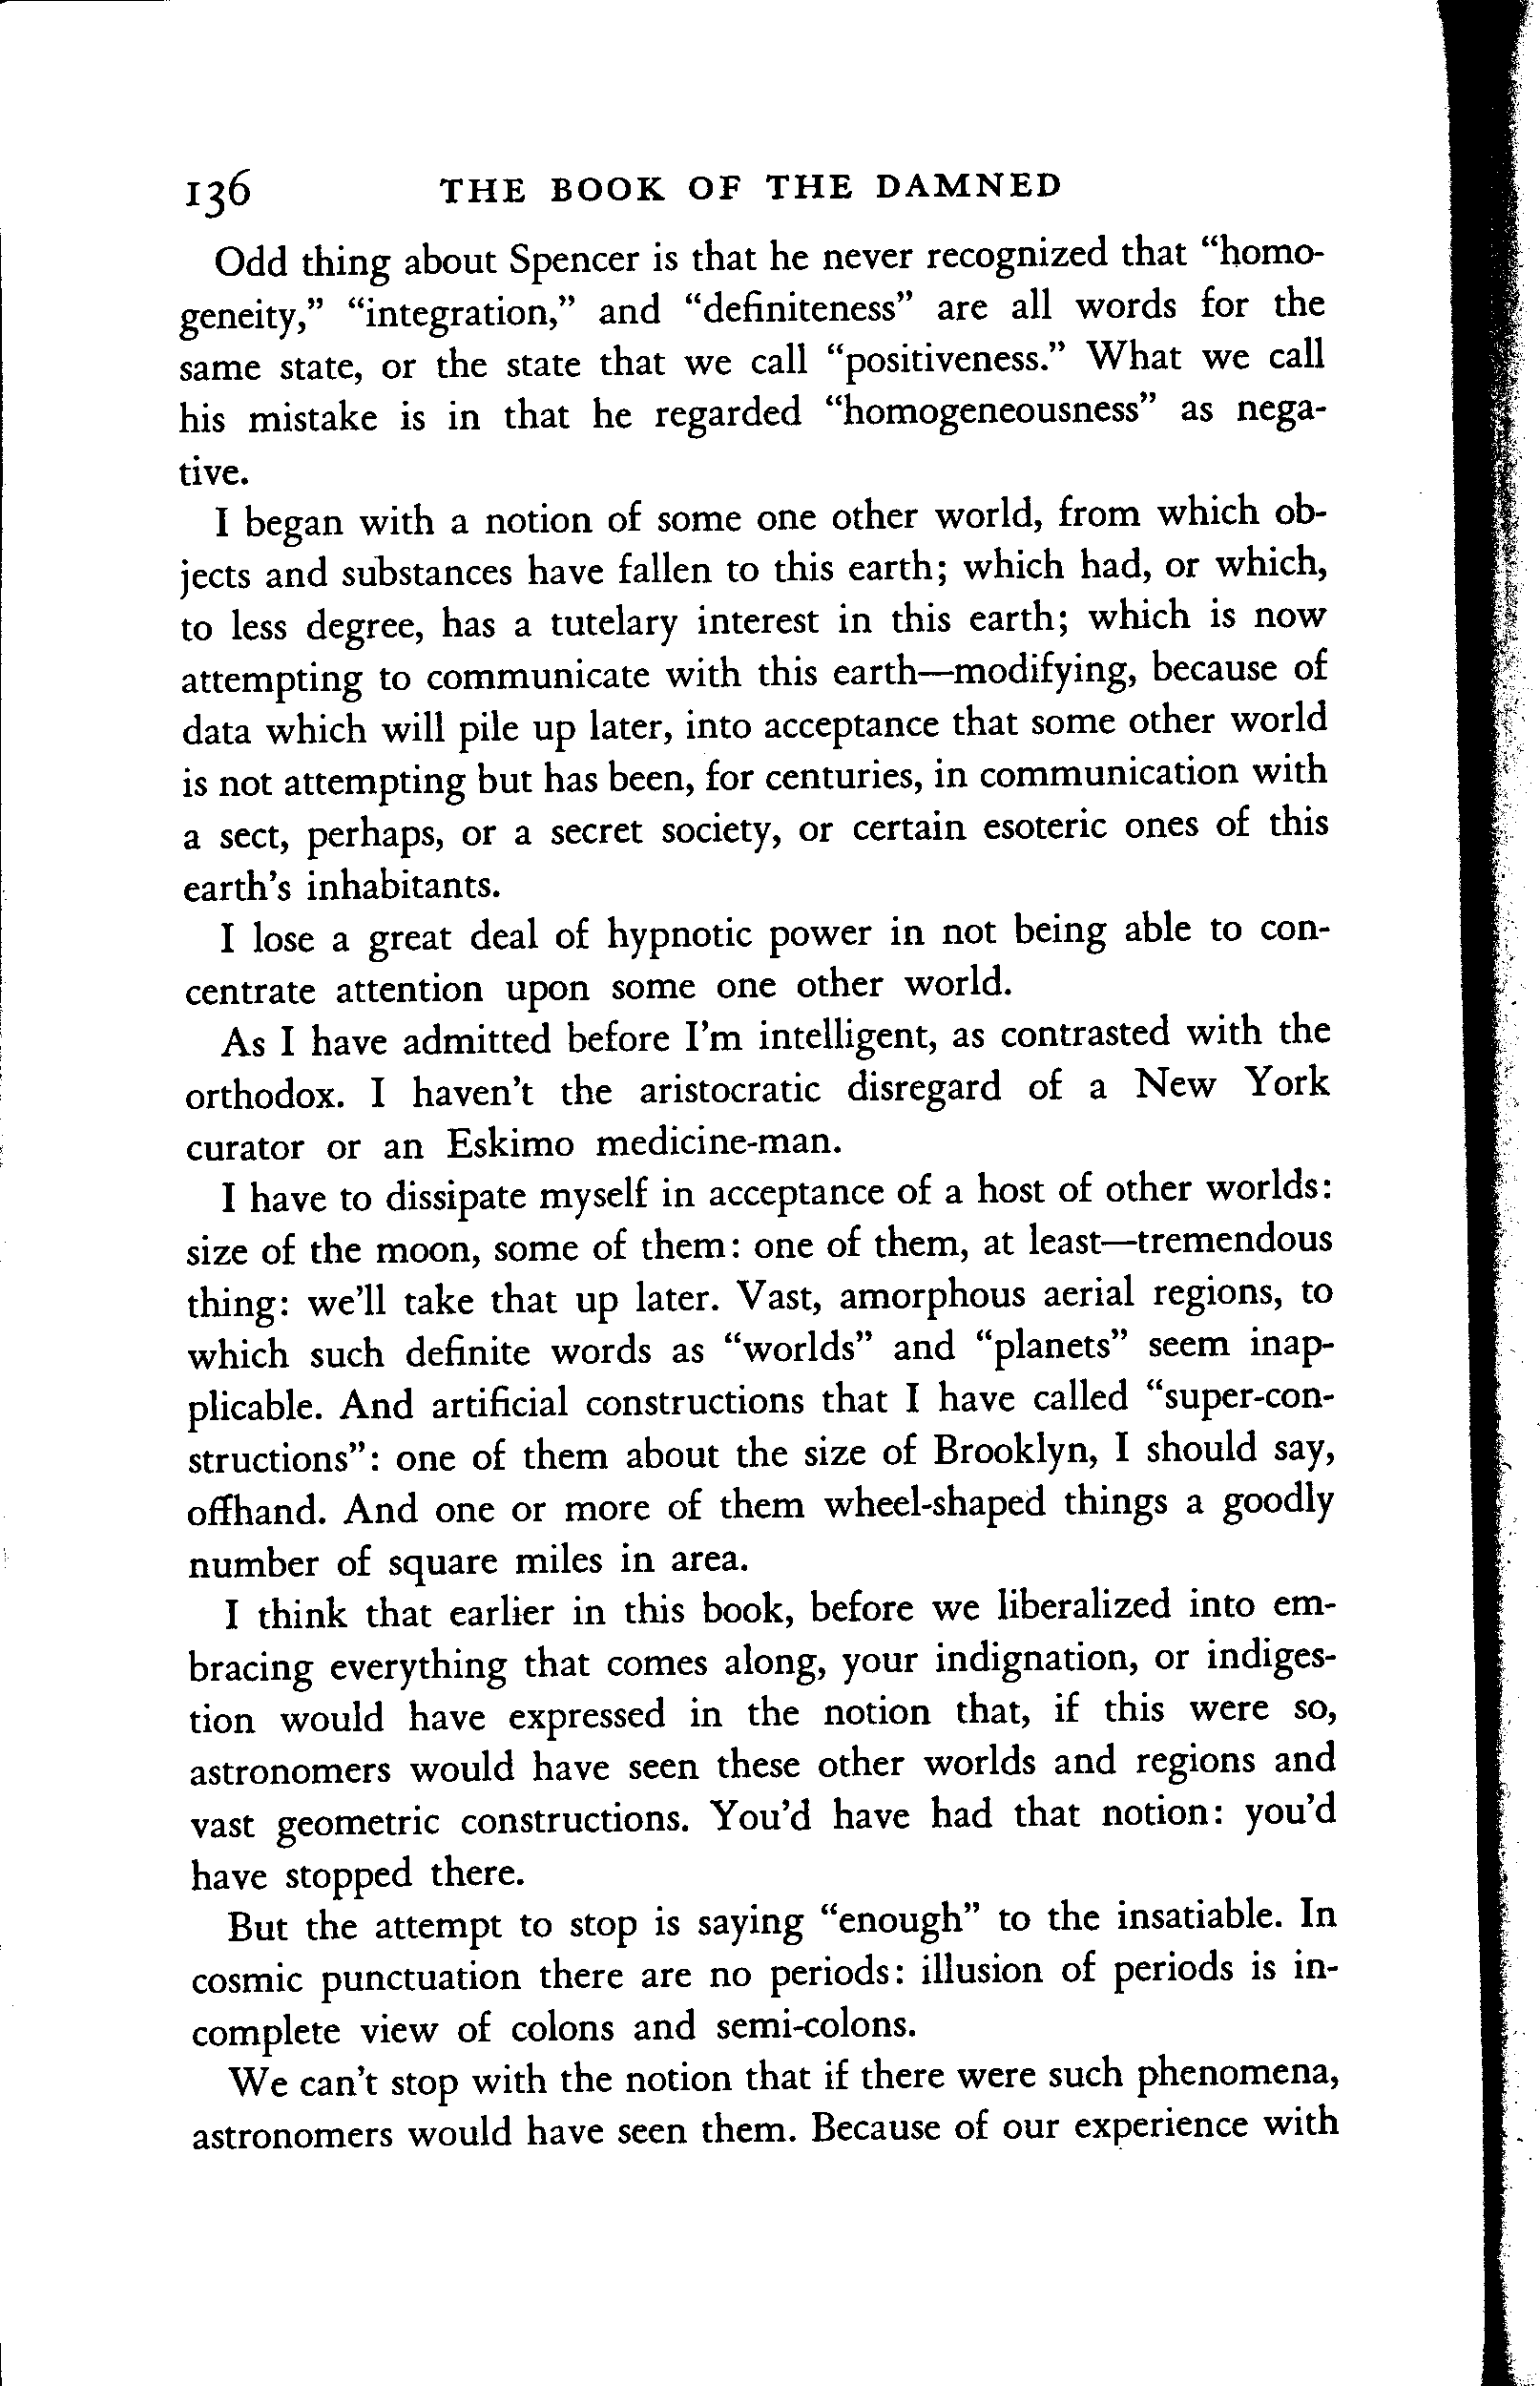 136 THE BOOK OF THE DAMNED
Odd thing about Spencer is that he never recognized that “homo-
geneity,” “integration,” and “definiteness” are all words for the
same state, or the state that we call “positiveness.” What we call
his mistake is in that he regarded “homogeneousness” as nega-
tive.
I began with a notion of some one other world, from which ob-
jects and substances have fallen to this earth; which had, or which,
to less degree, has a tutelary interest in this earth; which is now
attempting to communicate with this earth—modifying, because of
data which will pile up later, into acceptance that some other world
is not attempting but has been, for centuries, in communication with
a sect, perhaps, or a secret society, or certain esoteric ones of this
earth’s inhabitants.
I lose a great deal of hypnotic power in not being able to con-
centrate attention upon some one other world.
As I have admitted before I’m intelligent, as contrasted with the
orthodox. I haven’t the aristocratic disregard of a New York
curator or an Eskimo medicine-man.
I have to dissipate myself in acceptance of a host of other worlds:
size of the moon, some of them: one of them, at least—tremendous
thing: we’ll take that up later. Vast, amorphous aerial regions, to
which such definite words as “worlds” and “planets” seem inap-
plicable. And artificial constructions that I have called “super-con-
structions”: one of them about the size of Brooklyn, I should say,
offhand. And one or more of them wheel-shaped things a goodly
number of square miles in area.
I think that earlier in this book, before we liberalized into em-
bracing everything that comes along, your indignation, or indiges-
tion would have expressed in the notion that, if this were so,
astronomers would have seen these other worlds and regions and
vast geometric constructions. You’d have had that notion: you’d
have stopped there.
But the attempt to stop is saying “enough” to the insatiable. In
cosmic punctuation there are no periods: illusion of periods is in-
complete view of colons and semi-colons.
We can’t stop with the notion that if there were such phenomena,
astronomers would have seen them. Because of our experience with